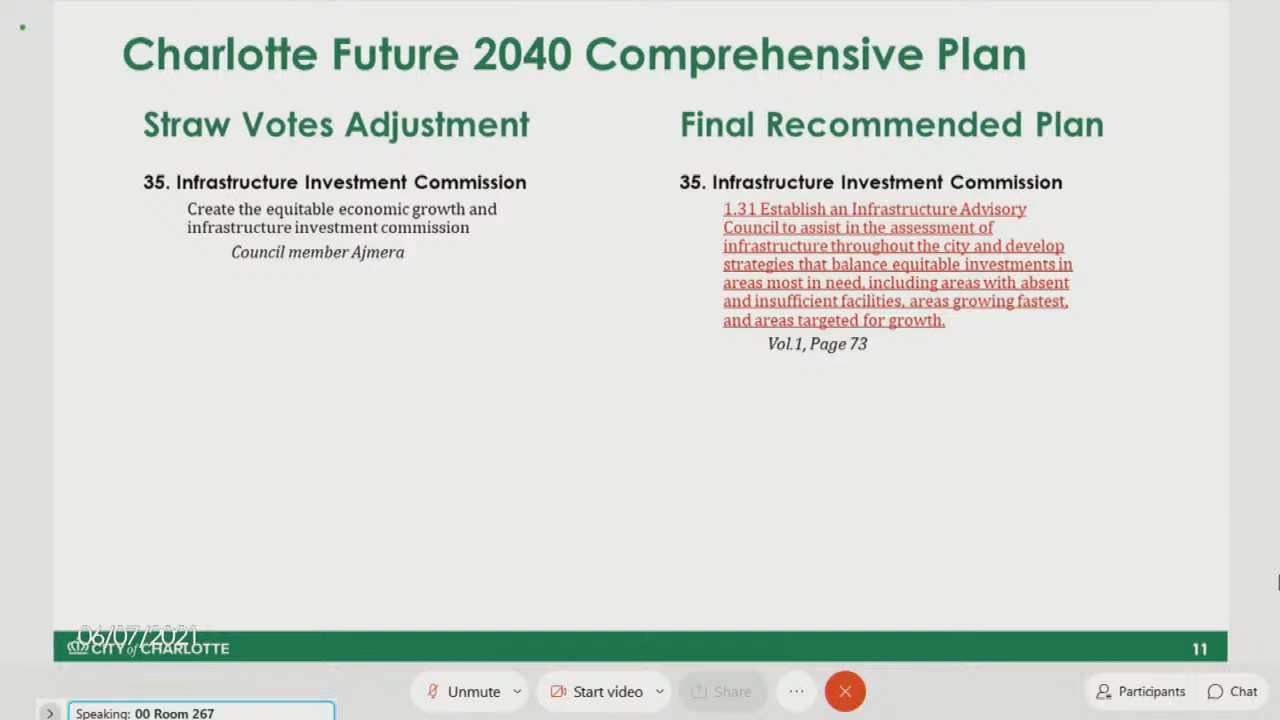 Charlotte Future 2040 Comprehensive Plan
Straw Votes Adjustment
35. Infrastructure Investment Commission
Create the equitable economic growth and
infrastructure investment commission
Council member Ajmera
Final Recommended Plan
35. Infrastructure Investment Commission
1.31 Establish an Infrastructure Advisory
Council to assist in the assessment of
infrastructure throughout the city and develop
strategies that balance equitable investments in
areas most in need, including areas with absent
and insufficient facilities, areas growing fastest,
and areas targeted for growth.
Vol.1, Page 73
06/07/2021
CITY of CHARLOTTE
11
Unmute
Start video
Share
Participants
Chat
Speaking: 00 Room 267